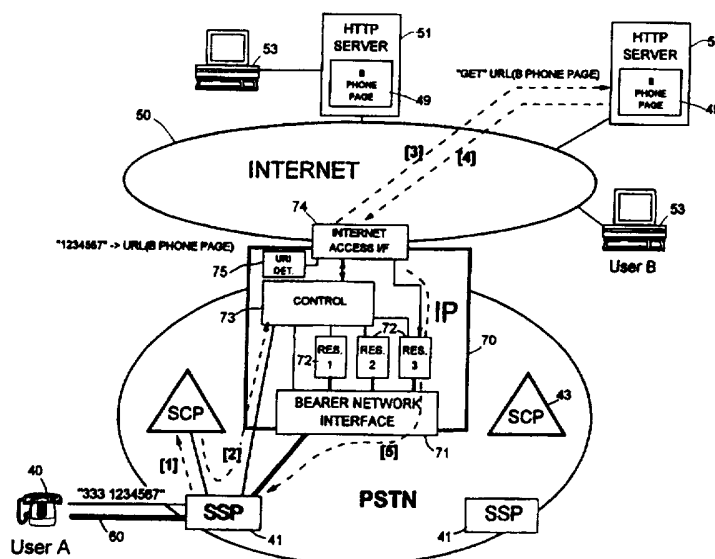 HTTP
SERVER
51
B
PHONE
PAGE
49
53
HTTP
SERVER
B
PHONE
PAGE
"GET" URL(B PHONE PAGE)
50
[3]
[4]
INTERNET
74
INTERNET
ACCESS I/F
53
User B
"1234567" -> URL(B PHONE PAGE)
75
URI
DET.
CONTROL
73
IP
72
72
RES.
1
RES.
2
RES.
3
70
BEARER NETWORK
INTERFACE
71
SCP
SCP
43
[1]
[2]
[5]
40
"333 1234567"
PSTN
SSP
41
SSP
41
60
User A